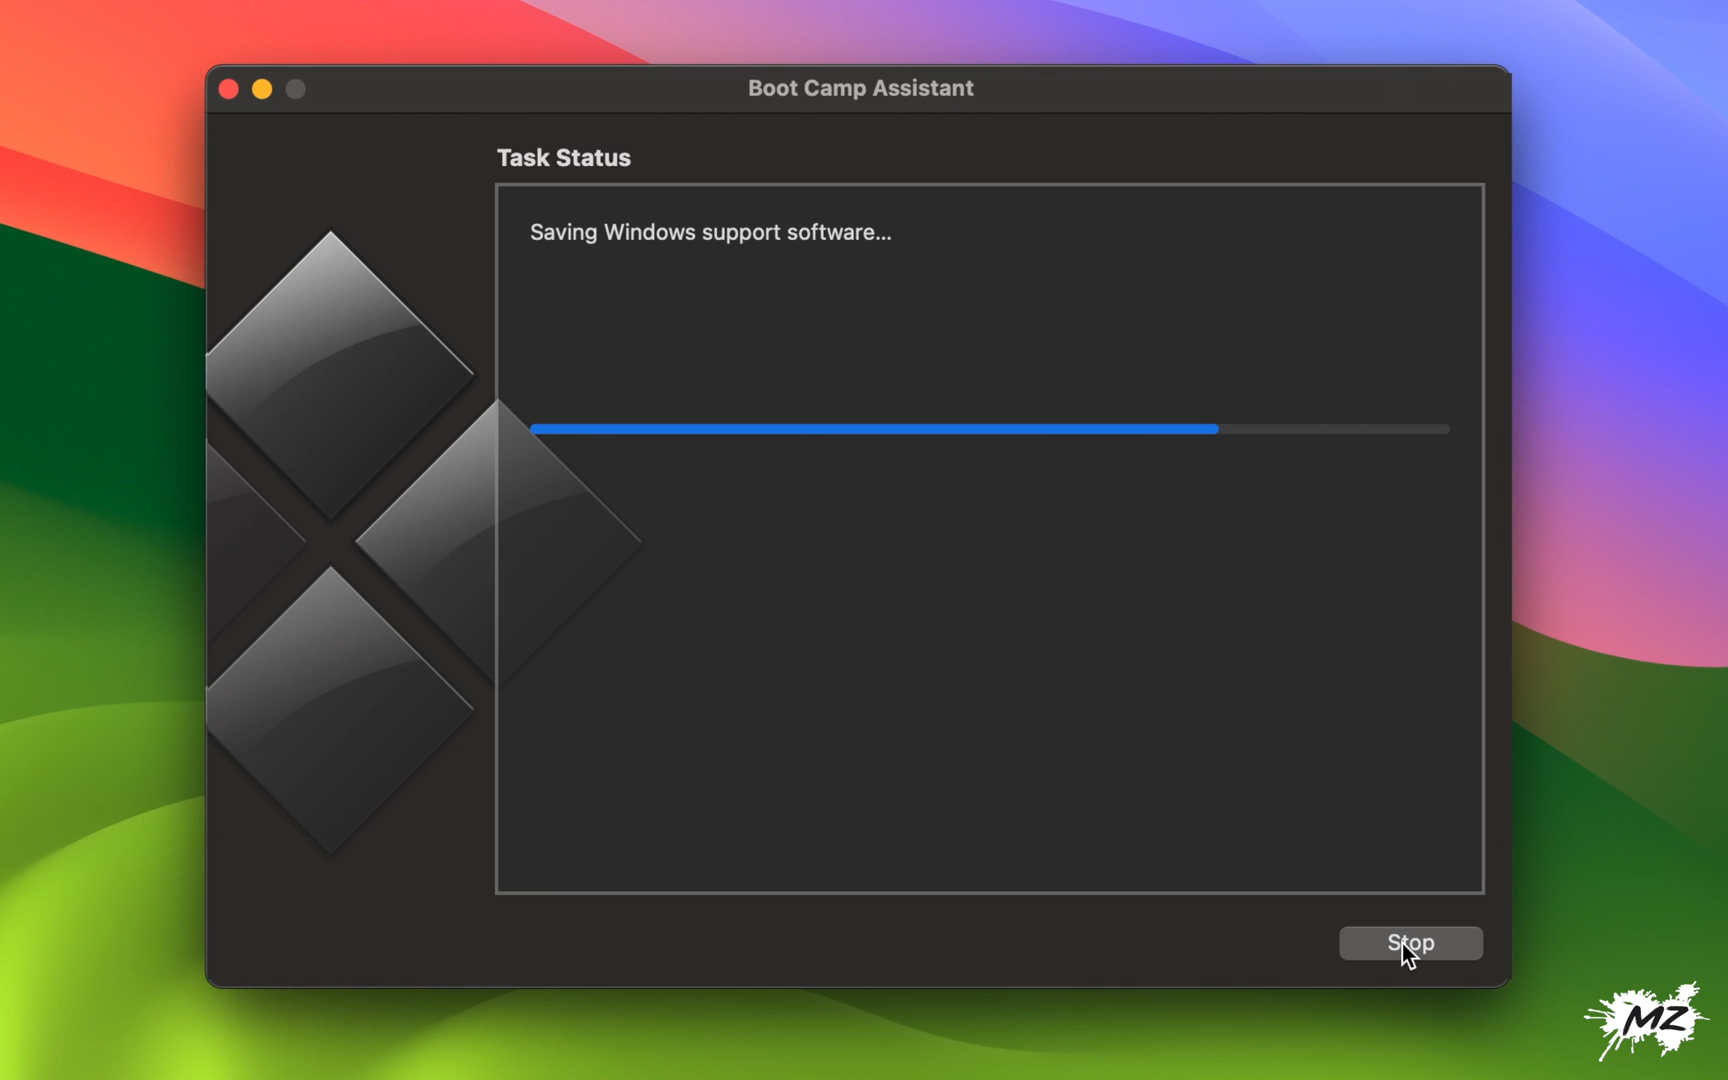 Boot Camp Assistant
Task Status
Saving Windows support software...
Stop
MZ